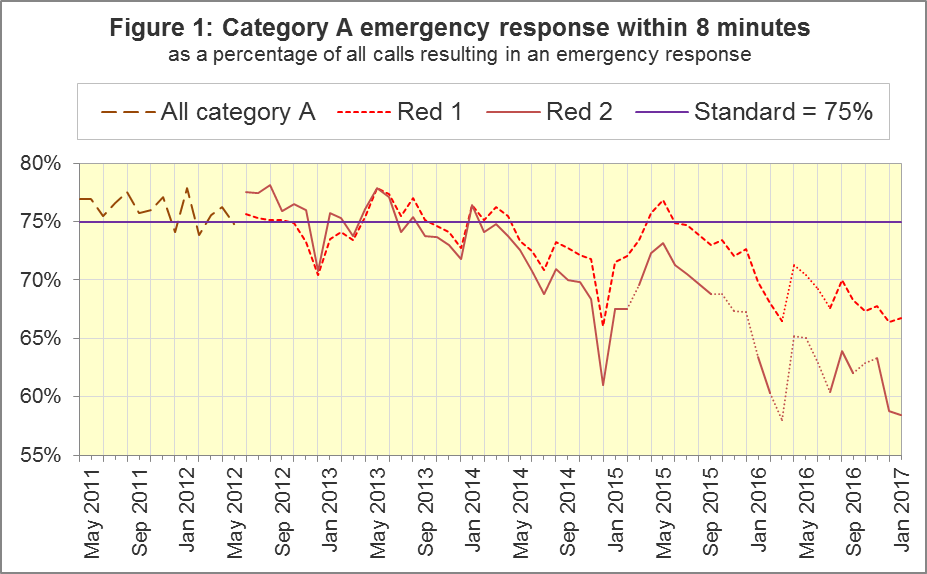 Figure 1: Category A emergency response within 8 minutes
as a percentage of all calls resulting in an emergency response
All category A Red 1 Red 2 Standard = 75%
80%
75%
70%
65%
60%
55%
May 2011
Sep 2011
Jan 2012
May 2012
Sep 2012
Jan 2013
May 2013
Sep 2013
Jan 2014
May 2014
Sep 2014
Jan 2015
May 2015
Sep 2015
Jan 2016
May 2016
Sep 2016
Jan 2017